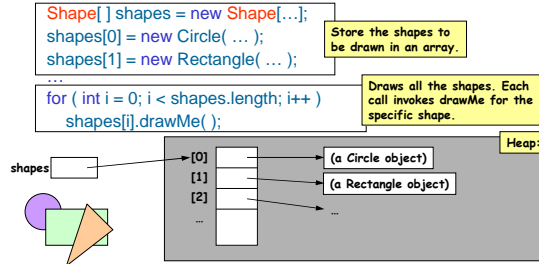 Shape[ ] shapes = new Shape[…];
shapes[0] = new Circle( … );
shapes[1] = new Rectangle( … );
…
Store the shapes to
be drawn in an array.
for ( int i = 0; i < shapes.length; i++ )
shapes[i].drawMe( );
Draws all the shapes. Each
call invokes drawMe for the
specific shape.
Heap:
shapes
[0]
(a Circle object)
[1]
(a Rectangle object)
[2]
…
…